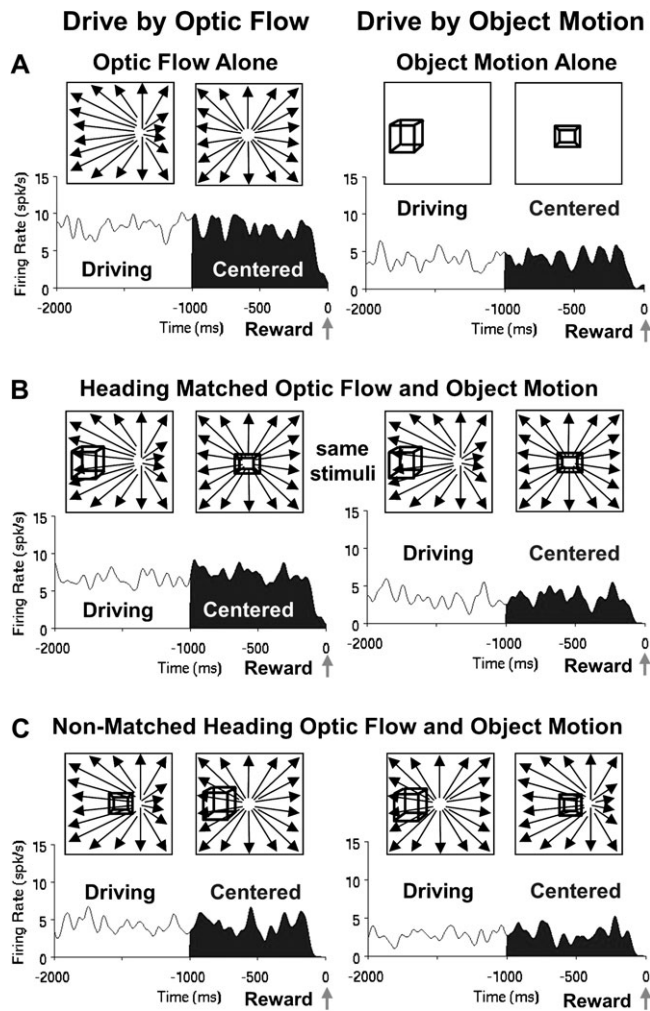 Drive by Optic Flow Drive by Object Motion
A Optic Flow Alone Object Motion Alone
15
10
5
0
Firing Rate (spk/s)
Driving Centered
-2000 -1000 -500 0
Time (ms) Reward
15
10
5
0
Driving Centered
-2000 -1000 -500 0
Time (ms) Reward
B Heading Matched Optic Flow and Object Motion
same
stimuli
15
10
5
0
Firing Rate (spk/s)
Driving Centered
-2000 -1000 -500 0
Time (ms) Reward
15
10
5
0
Driving Centered
-2000 -1000 -500 0
Time (ms) Reward
C Non-Matched Heading Optic Flow and Object Motion
15
10
5
0
Firing Rate (spk/s)
Driving Centered
-2000 -1000 -500 0
Time (ms) Reward
15
10
5
0
Driving Centered
-2000 -1000 -500 0
Time (ms) Reward